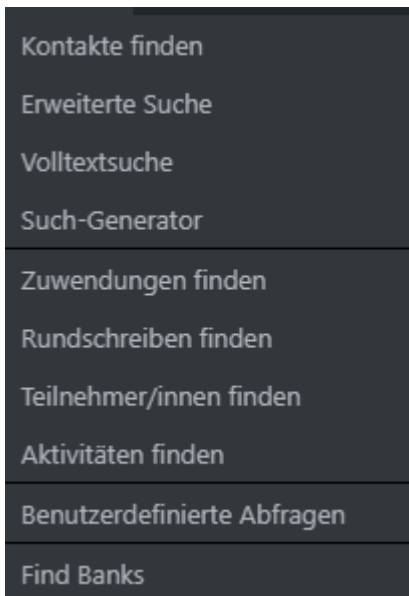 Kontakte finden
Erweiterte Suche
Volltextsuche
Such-Generator
Zuwendungen finden
Rundschreiben finden
Teilnehmer/innen finden
Aktivitäten finden
Benutzerdefinierte Abfragen
Find Banks